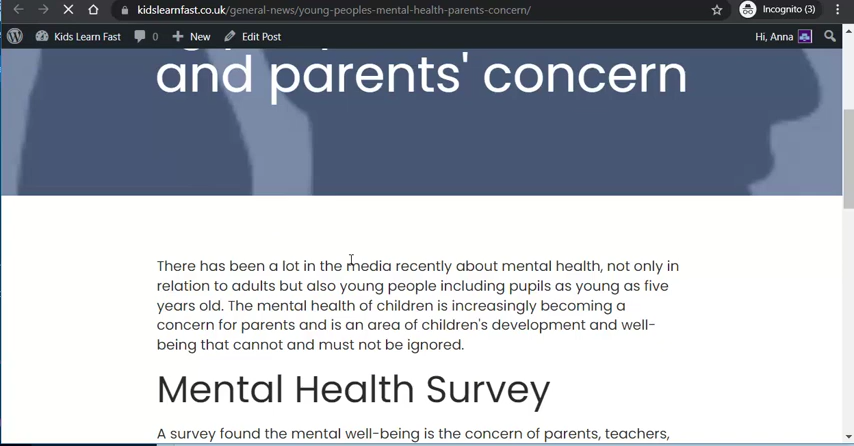 kidslearnfast.co.uk/general-news/young-peoples-mental-health-parents-concern/
Incognito (3)
Kids Learn Fast 0 New Edit Post
Hi, Anna
and parents' concern
There has been a lot in the media recently about mental health, not only in
relation to adults but also young people including pupils as young as five
years old. The mental health of children is increasingly becoming a
concern for parents and is an area of children's development and well-
being that cannot and must not be ignored.
Mental Health Survey
A survey found the mental well-being is the concern of parents, teachers,